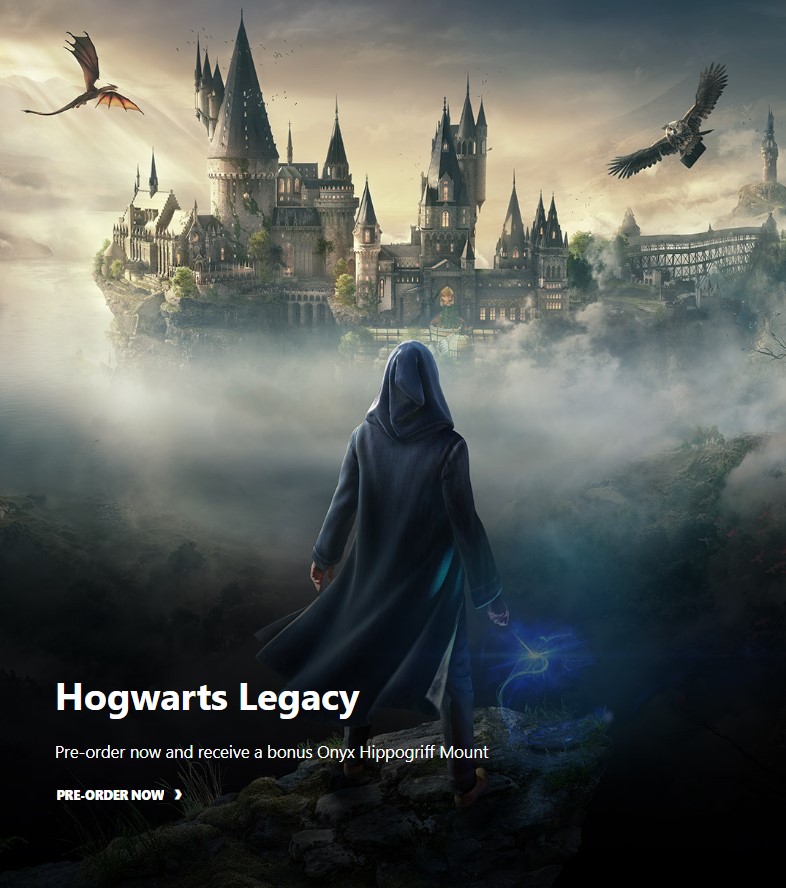 Hogwarts Legacy
Pre-order now and receive a bonus Onyx Hippogriff Mount
PRE-ORDER NOW ❯